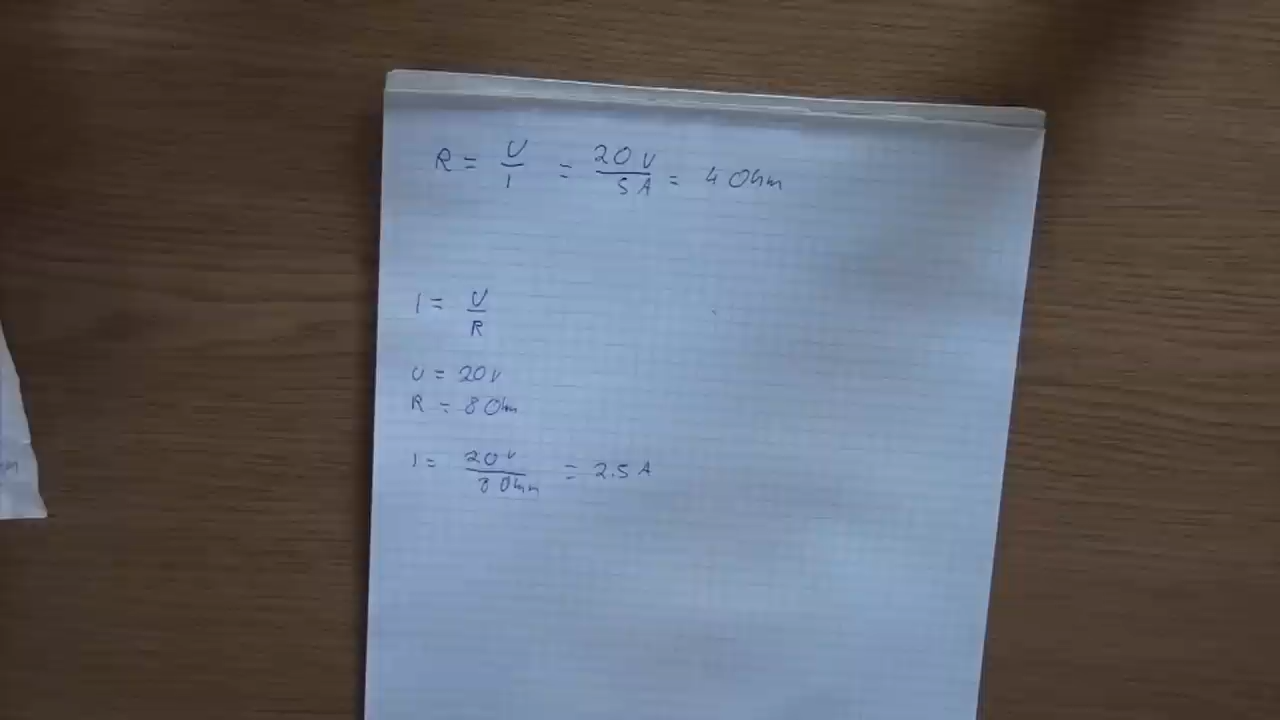 R = U/I = 20 V/5 A = 4 Ohm
I = U/R
U = 20 V
R = 8 Ohm
I = 20 V/8 Ohm = 2.5 A